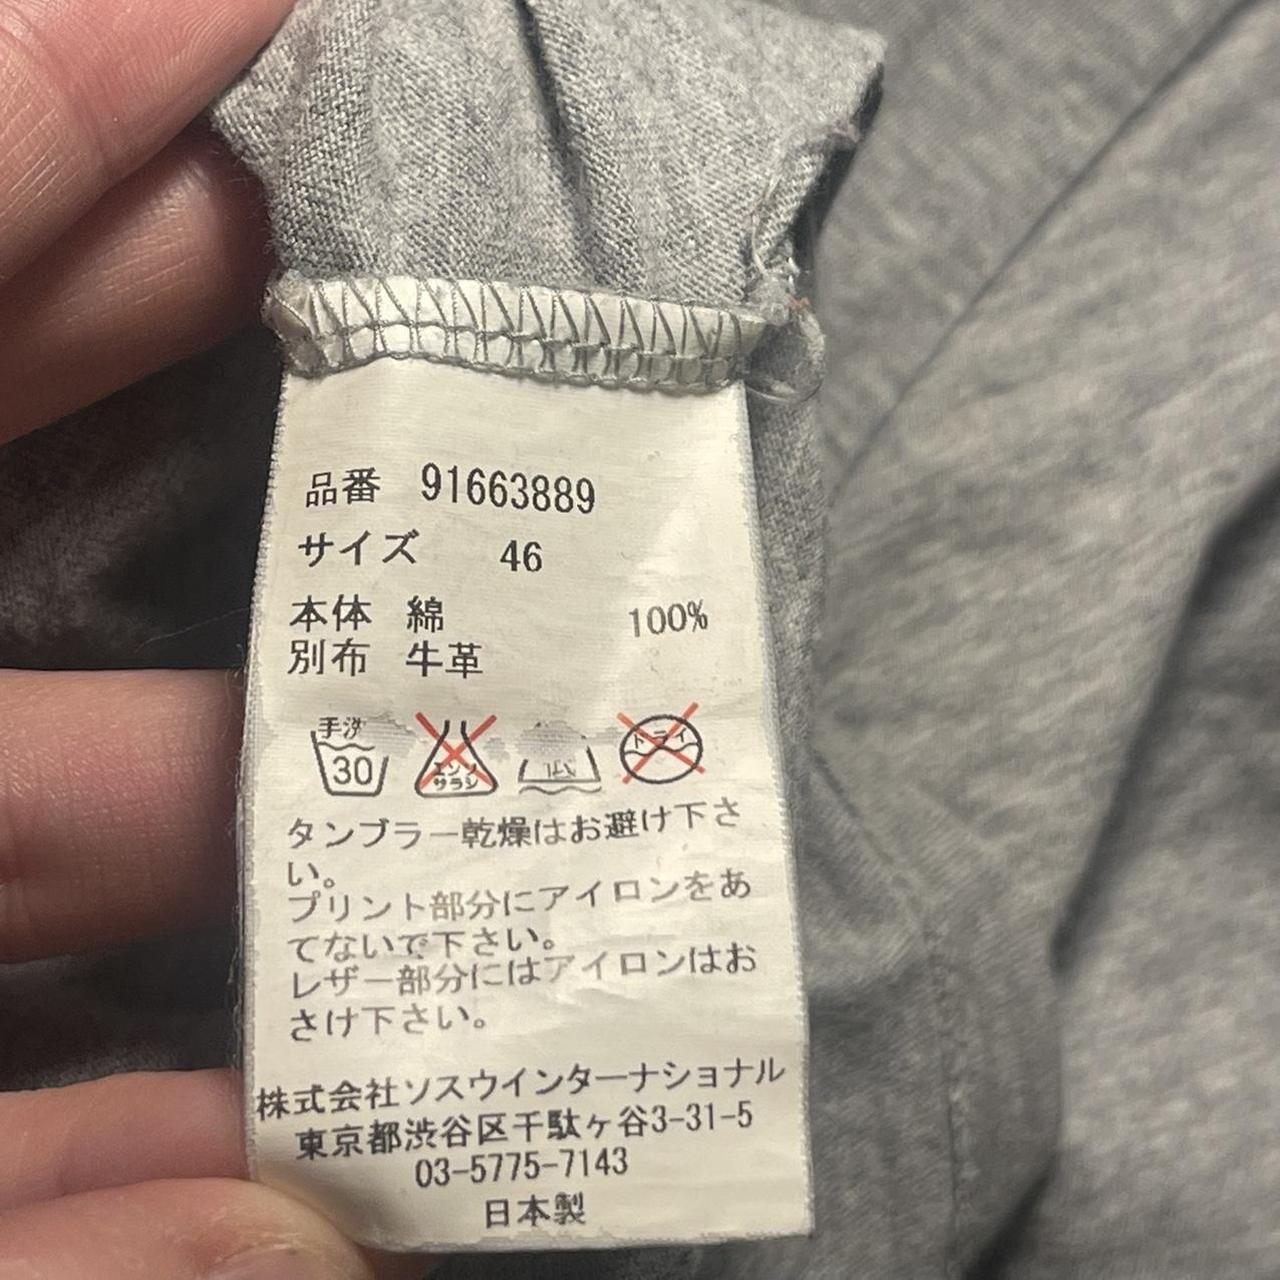 品番 91663889
サイズ 46
本体 綿 100%
別布 牛革
手洗 30 エンソサラシ ドライ
タンブラー乾燥はお避け下さ
い。
プリント部分にアイロンをあ
てないで下さい。
レザー部分にはアイロンはお
さけ下さい。
株式会社ソスウインターナショナル
東京都渋谷区千駄ヶ谷3-31-5
03-5775-7143
日本製